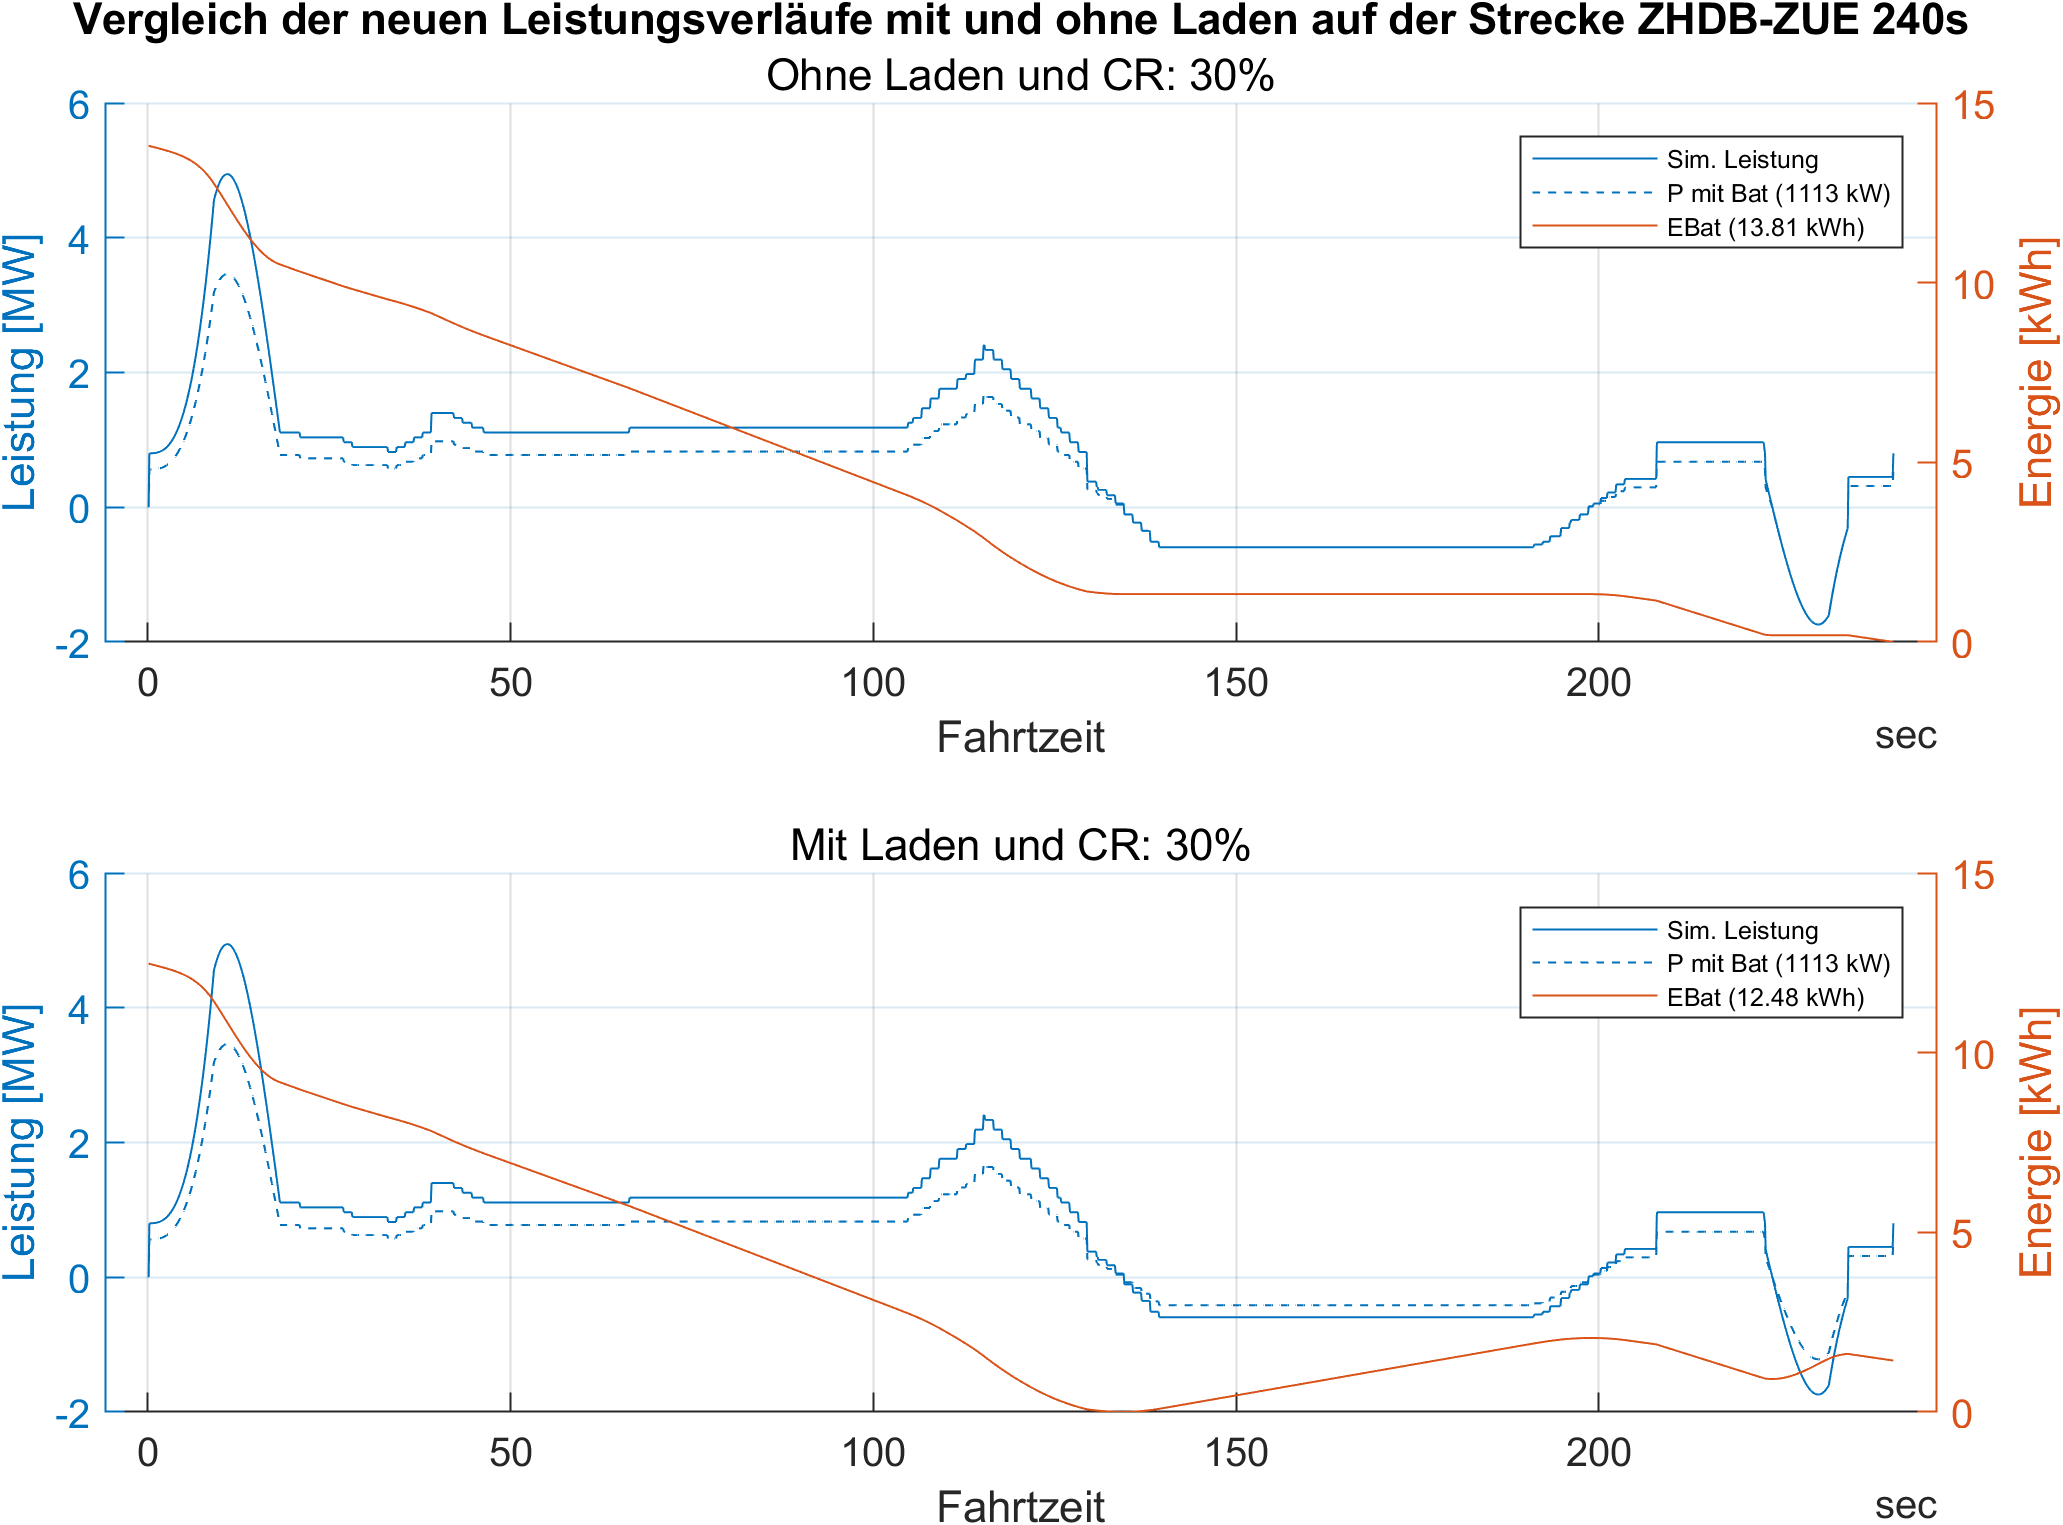 Vergleich der neuen Leistungsverläufe mit und ohne Laden auf der Strecke ZHDB-ZUE 240s
Ohne Laden und CR: 30%
6
4
2
0
-2
Leistung [MW]
15
10
5
0
Energie [kWh]
Sim. Leistung
P mit Bat (1113 kW)
EBat (13.81 kWh)
0 50 100 150 200
Fahrtzeit sec
Mit Laden und CR: 30%
6
4
2
0
-2
Leistung [MW]
15
10
5
0
Energie [kWh]
Sim. Leistung
P mit Bat (1113 kW)
EBat (12.48 kWh)
0 50 100 150 200
Fahrtzeit sec